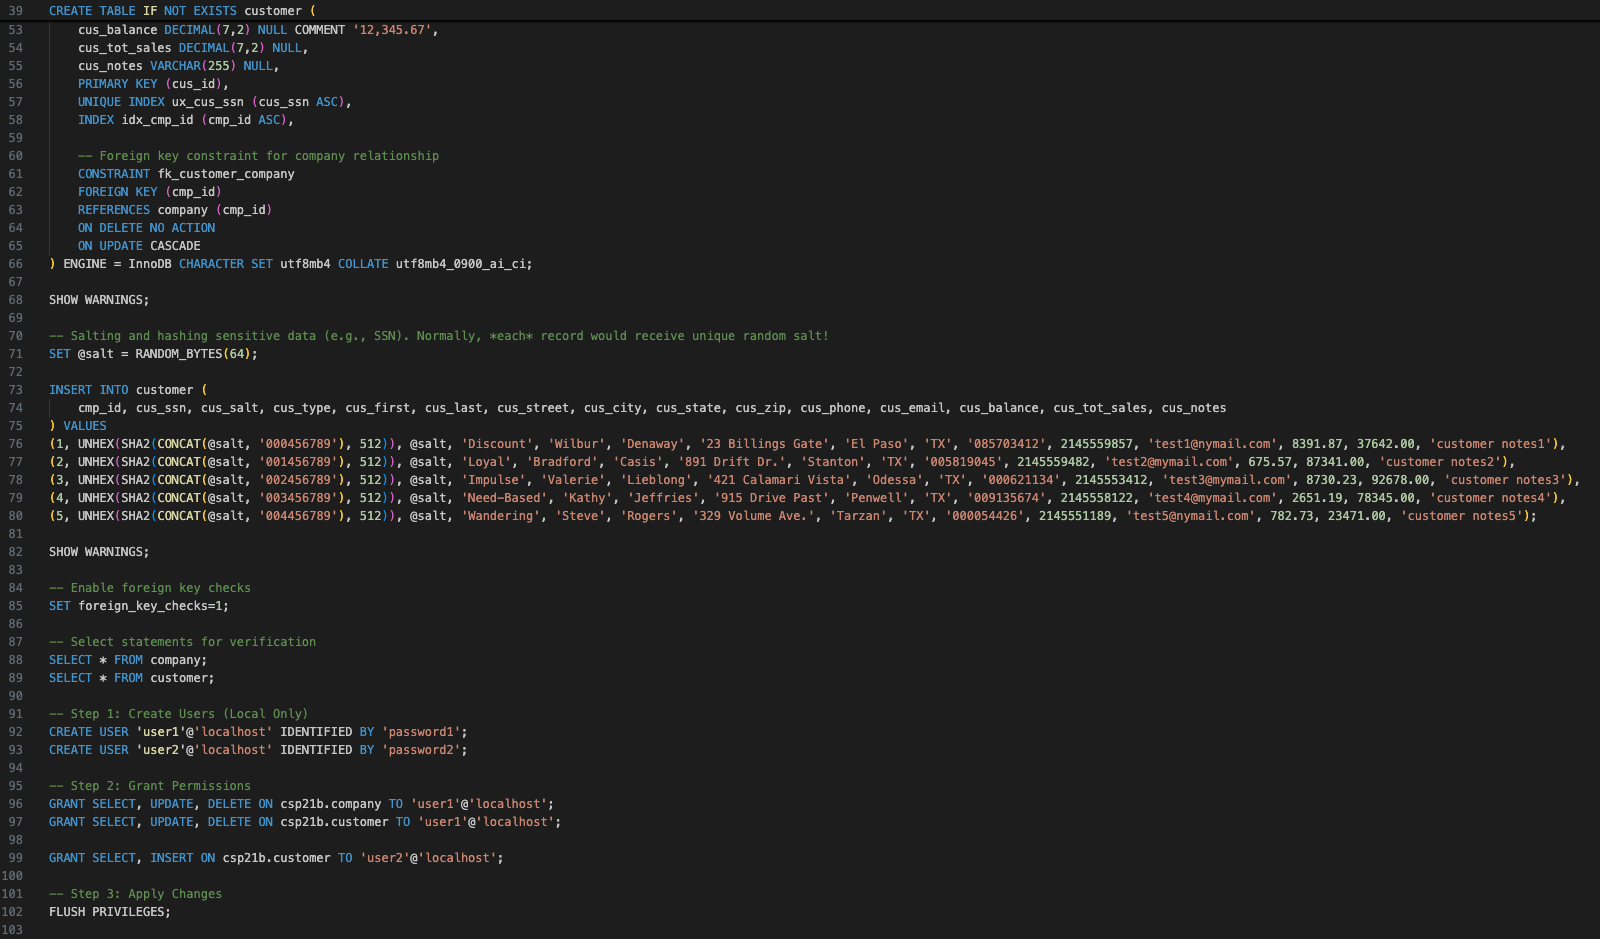 39 CREATE TABLE IF NOT EXISTS customer (
53 cus_balance DECIMAL(7,2) NULL COMMENT '12,345.67',
54 cus_tot_sales DECIMAL(7,2) NULL,
55 cus_notes VARCHAR(255) NULL,
56 PRIMARY KEY (cus_id),
57 UNIQUE INDEX ux_cus_ssn (cus_ssn ASC),
58 INDEX idx_cmp_id (cmp_id ASC),
59
60 -- Foreign key constraint for company relationship
61 CONSTRAINT fk_customer_company
62 FOREIGN KEY (cmp_id)
63 REFERENCES company (cmp_id)
64 ON DELETE NO ACTION
65 ON UPDATE CASCADE
66 ) ENGINE = InnoDB CHARACTER SET utf8mb4 COLLATE utf8mb4_0900_ai_ci;
67
68 SHOW WARNINGS;
69
70 -- Salting and hashing sensitive data (e.g., SSN). Normally, *each* record would receive unique random salt!
71 SET @salt = RANDOM_BYTES(64);
72
73 INSERT INTO customer (
74 cmp_id, cus_ssn, cus_salt, cus_type, cus_first, cus_last, cus_street, cus_city, cus_state, cus_zip, cus_phone, cus_email, cus_balance, cus_tot_sales, cus_notes
75 ) VALUES
76 (1, UNHEX(SHA2(CONCAT(@salt, '000456789'), 512)), @salt, 'Discount', 'Wilbur', 'Denaway', '23 Billings Gate', 'El Paso', 'TX', '085703412', 2145559857, 'test1@nymail.com', 8391.87, 37642.00, 'customer notes1'),
77 (2, UNHEX(SHA2(CONCAT(@salt, '001456789'), 512)), @salt, 'Loyal', 'Bradford', 'Casis', '891 Drift Dr.', 'Stanton', 'TX', '005819045', 2145559482, 'test2@mymail.com', 675.57, 87341.00, 'customer notes2'),
78 (3, UNHEX(SHA2(CONCAT(@salt, '002456789'), 512)), @salt, 'Impulse', 'Valerie', 'Lieblong', '421 Calamari Vista', 'Odessa', 'TX', '000621134', 2145553412, 'test3@mymail.com', 8730.23, 92678.00, 'customer notes3'),
79 (4, UNHEX(SHA2(CONCAT(@salt, '003456789'), 512)), @salt, 'Need-Based', 'Kathy', 'Jeffries', '915 Drive Past', 'Penwell', 'TX', '009135674', 2145558122, 'test4@mymail.com', 2651.19, 78345.00, 'customer notes4'),
80 (5, UNHEX(SHA2(CONCAT(@salt, '004456789'), 512)), @salt, 'Wandering', 'Steve', 'Rogers', '329 Volume Ave.', 'Tarzan', 'TX', '000054426', 2145551189, 'test5@nymail.com', 782.73, 23471.00, 'customer notes5');
81
82 SHOW WARNINGS;
83
84 -- Enable foreign key checks
85 SET foreign_key_checks=1;
86
87 -- Select statements for verification
88 SELECT * FROM company;
89 SELECT * FROM customer;
90
91 -- Step 1: Create Users (Local Only)
92 CREATE USER 'user1'@'localhost' IDENTIFIED BY 'password1';
93 CREATE USER 'user2'@'localhost' IDENTIFIED BY 'password2';
94
95 -- Step 2: Grant Permissions
96 GRANT SELECT, UPDATE, DELETE ON csp21b.company TO 'user1'@'localhost';
97 GRANT SELECT, UPDATE, DELETE ON csp21b.customer TO 'user1'@'localhost';
98
99 GRANT SELECT, INSERT ON csp21b.customer TO 'user2'@'localhost';
100
101 -- Step 3: Apply Changes
102 FLUSH PRIVILEGES;
103